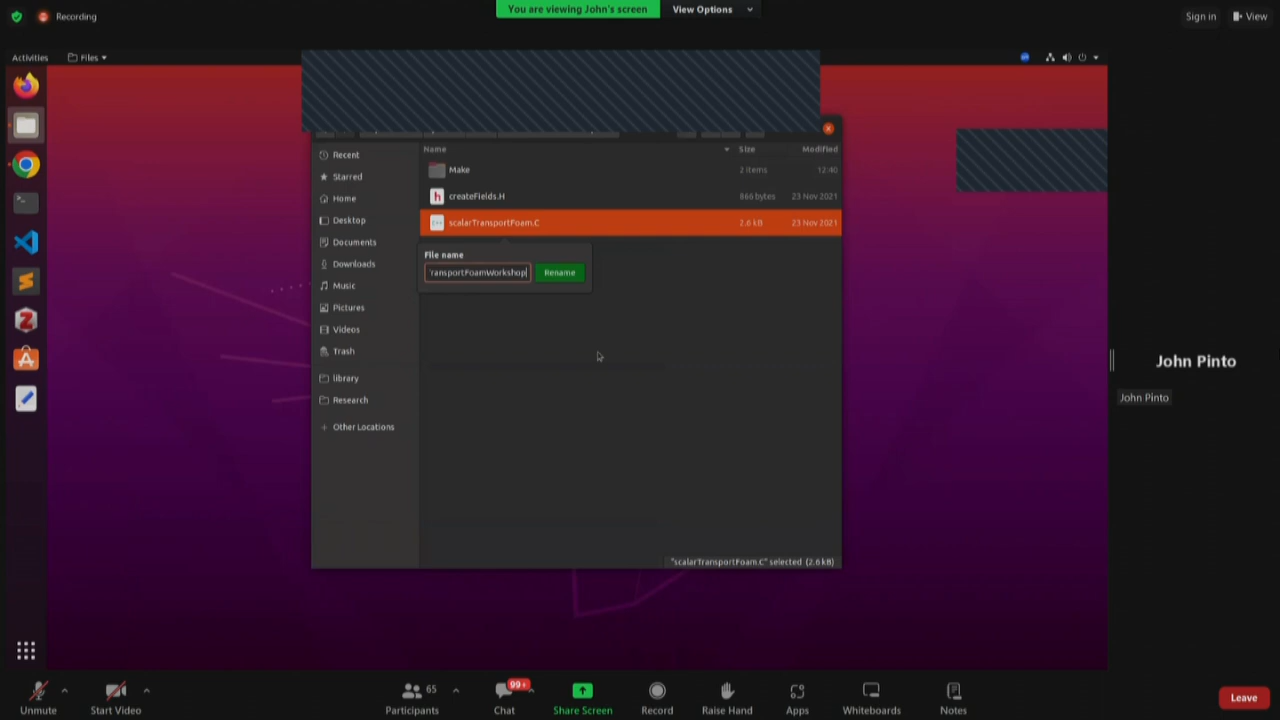 Recording
You are viewing John's screen
View Options
Sign in
View
Activities
Files
Name
Size
Modified
Recent
Make
2 items
12:40
Starred
createFields.H
866 bytes
23 Nov 2021
Home
scalarTransportFoam.C
2.6 kB
23 Nov 2021
Desktop
Documents
File name
Downloads
ransportFoamWorkshop
Rename
Music
Pictures
Videos
Trash
library
Research
Other Locations
"scalarTransportFoam.C" selected (2.6 kB)
John Pinto
John Pinto
Unmute
Start Video
65
Participants
99+
Chat
Share Screen
Record
Raise Hand
Apps
Whiteboards
Notes
Leave